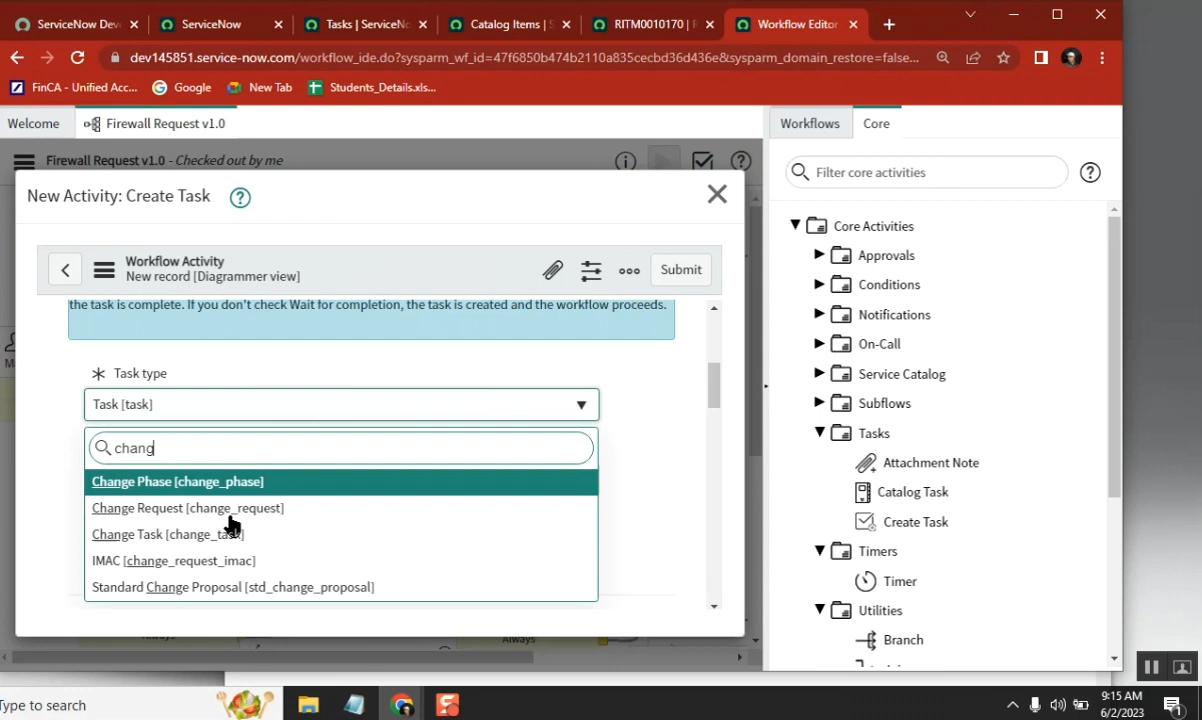 ServiceNow Dev
ServiceNow
Tasks | ServiceNo
Catalog Items | S
RITM0010170 | R
Workflow Editor
dev145851.service-now.com/workflow_ide.do?sysparm_wf_id=47f6850b474b2110a835cecbd36d436e&sysparm_domain_restore=false...
FinCA - Unified Acc...
Google
New Tab
Students_Details.xls...
Welcome
Firewall Request v1.0
Workflows
Core
Firewall Request v1.0 - Checked out by me
Filter core activities
New Activity: Create Task
Workflow Activity
New record [Diagrammer view]
Submit
the task is complete. If you don't check Wait for completion, the task is created and the workflow proceeds.
Task type
Task [task]
chang
Change Phase [change_phase]
Change Request [change_request]
Change Task [change_task]
IMAC [change_request_imac]
Standard Change Proposal [std_change_proposal]
Always
Always
Core Activities
Approvals
Conditions
Notifications
On-Call
Service Catalog
Subflows
Tasks
Attachment Note
Catalog Task
Create Task
Timers
Timer
Utilities
Branch
Type to search
9:15 AM
6/2/2023
1